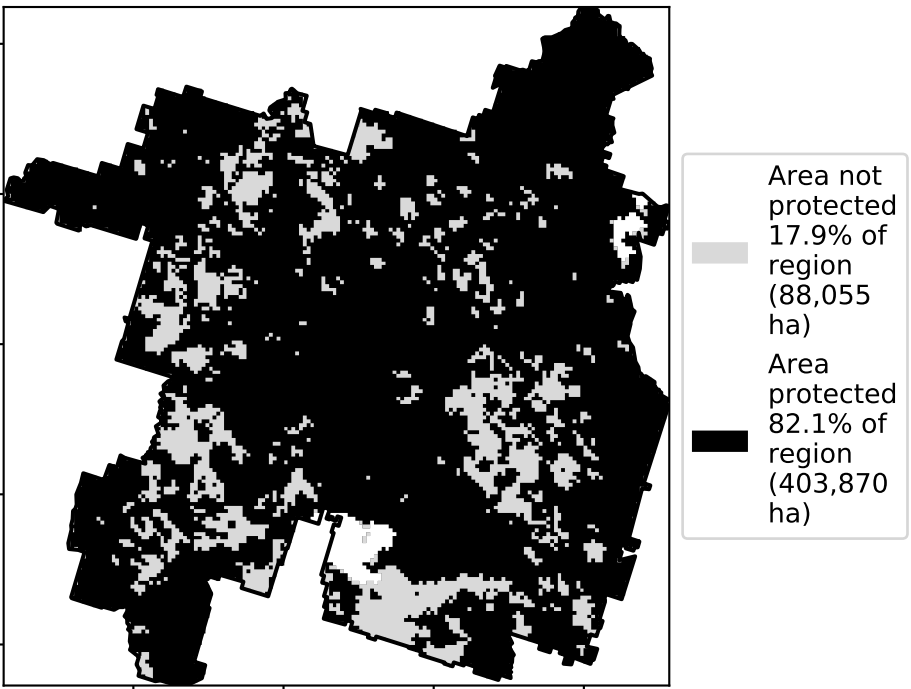 Area not
protected
17.9% of
region
(88,055
ha)
Area
protected
82.1% of
region
(403,870
ha)